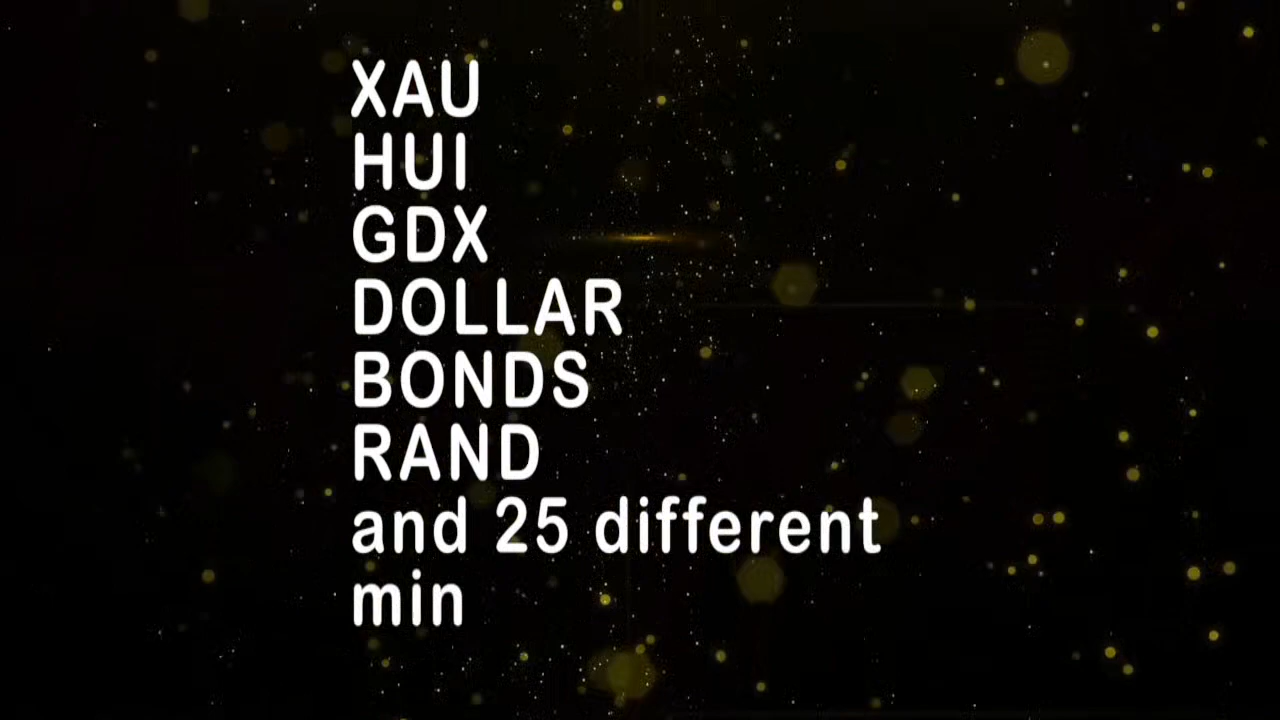 XAU
HUI
GDX
DOLLAR
BONDS
RAND
and 25 different
min